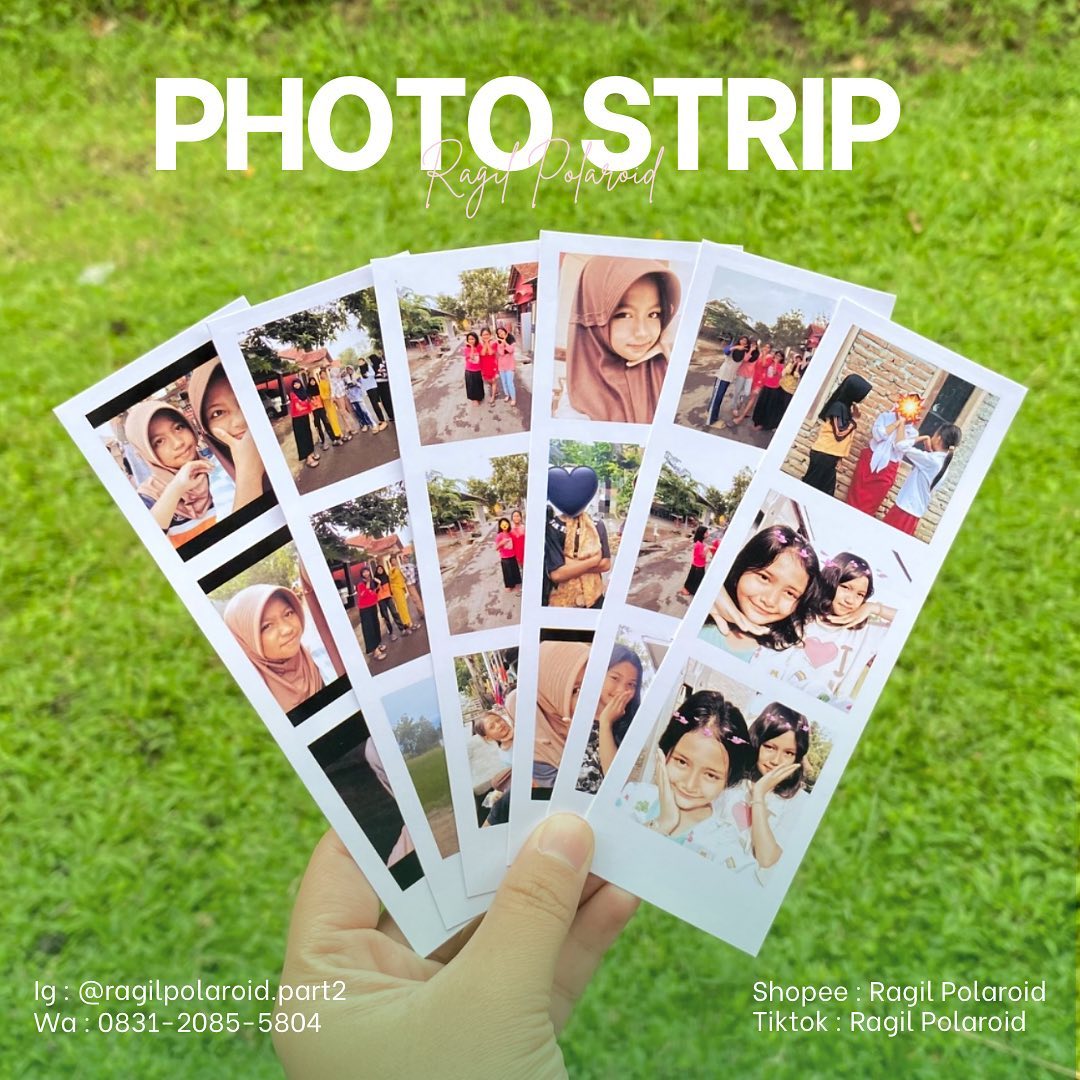 PHOTO STRIP
Ragil Polaroid
Ig : @ragilpolaroid.part2
Wa : 0831-2085-5804
Shopee : Ragil Polaroid
Tiktok : Ragil Polaroid